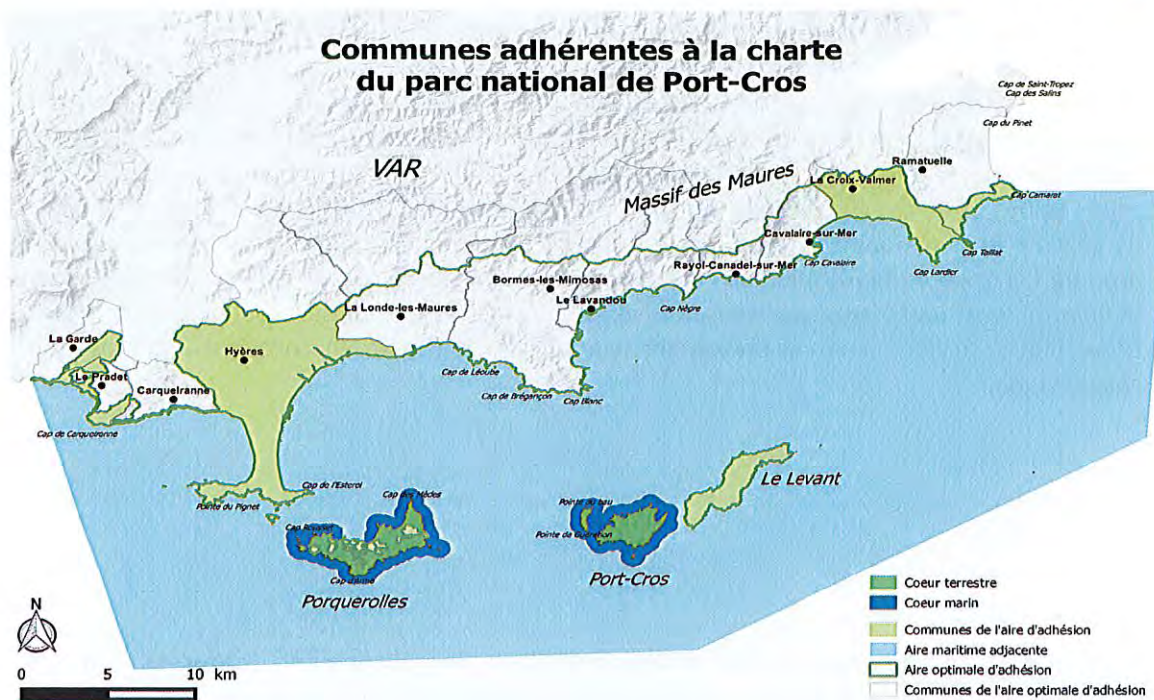 Communes adhérentes à la charte
du parc national de Port-Cros
Cap de Saint-Tropez
Cap des Salins
Cap du Pinet
VAR
Ramatuelle
Massif des Maures
La Croix-Valmer
Cap Camarat
Cavalaire-sur-Mer
Cap Taillat
Cap Cavalaire
Cap Lardier
Rayol-Canadel-sur-Mer
Bormes-les-Mimosas
Le Lavandou
Cap Nègre
La Londe-les-Maures
La Garde
Hyères
Le Pradet
Carqueiranne
Cap de Léoube
Cap de Brégançon
Cap Blanc
Cap de Carqueiranne
Le Levant
Cap de l'Esterel
Pointe du Pignet
Cap des Mèdes
Cap Rousset
Cap d'Arme
Porquerolles
Port-Cros
N
0 5 10 km
Coeur terrestre
Coeur marin
Communes de l'aire d'adhésion
Aire maritime adjacente
Aire optimale d'adhésion
Communes de l'aire optimale d'adhésion